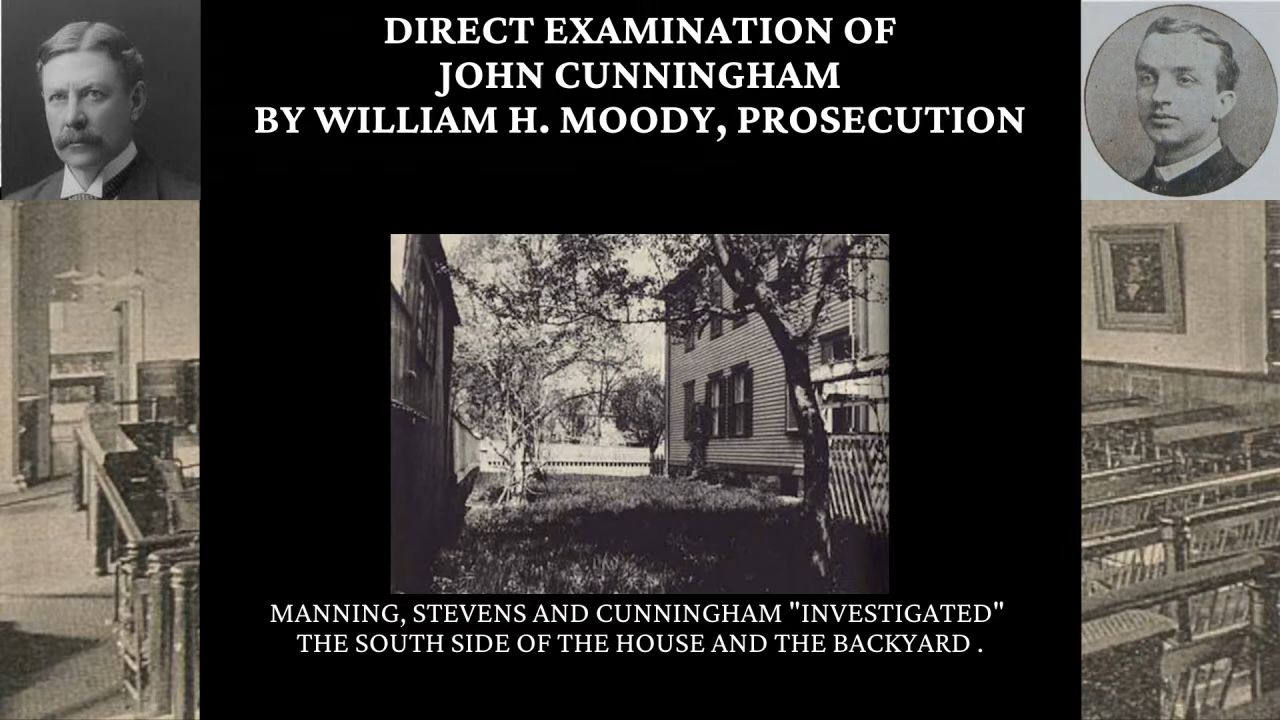 DIRECT EXAMINATION OF
JOHN CUNNINGHAM
BY WILLIAM H. MOODY, PROSECUTION
MANNING, STEVENS AND CUNNINGHAM "INVESTIGATED"
THE SOUTH SIDE OF THE HOUSE AND THE BACKYARD .